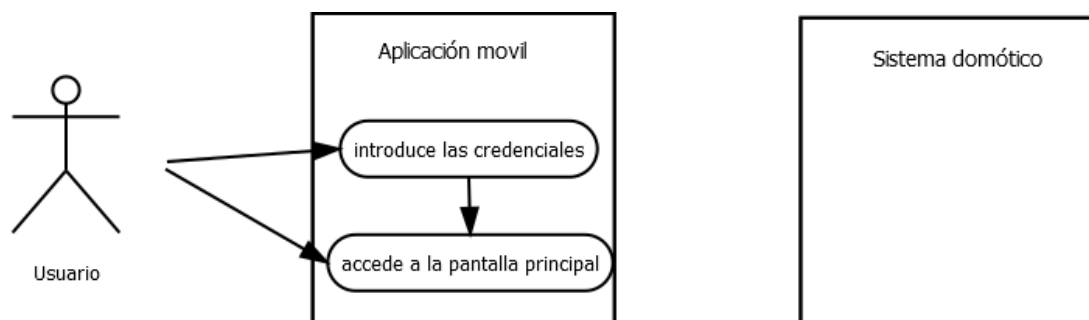 Aplicación movil
Sistema domótico
introduce las credenciales
accede a la pantalla principal
Usuario